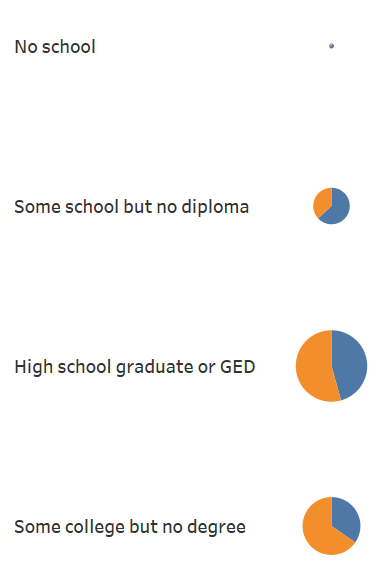 No school
Some school but no diploma
High school graduate or GED
Some college but no degree